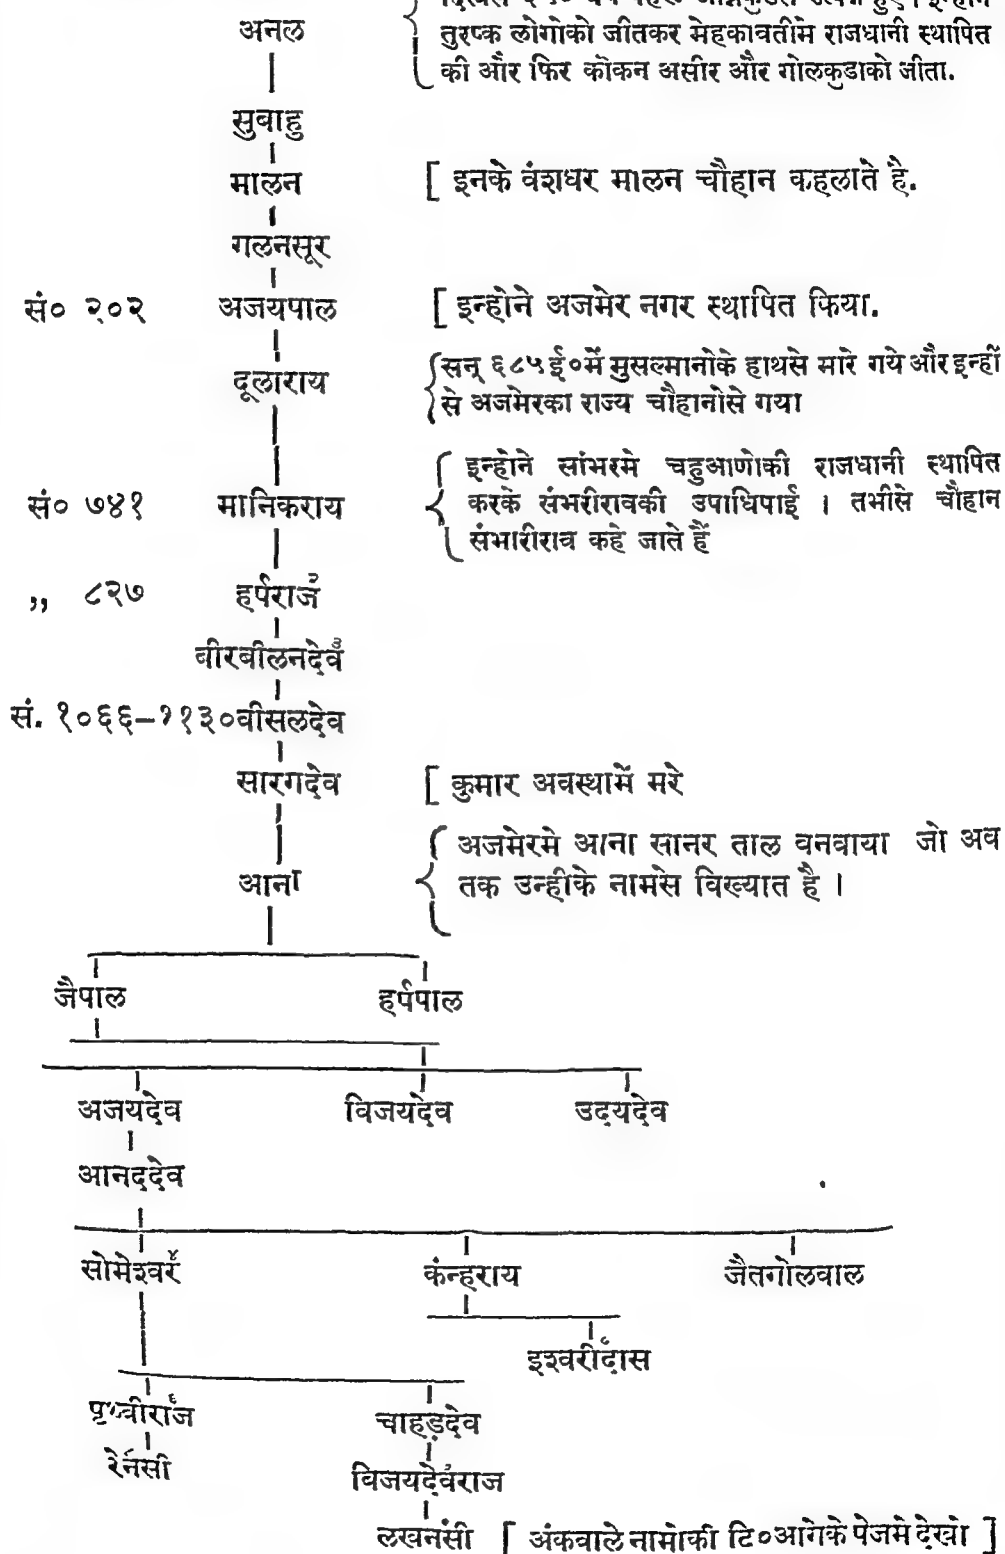 अनल
तुरष्क लोगोको जीतकर मेहकावतीमे राजधानी स्थापित
की और फिर कोकन असीर और गोलकुडाको जीता.
सुबाहु
मालन [ इनके वंशधर मालन चौहान कहलाते है.
गलनसूर
सं० २०२ अजयपाल [ इन्होने अजमेर नगर स्थापित किया.
दूलाराय
सन् ६८५ ई०में मुसल्मानोके हाथसे मारे गये और इन्हीं
से अजमेरका राज्य चौहानोसे गया
इन्होने सांभरमे चहुआणोकी राजधानी स्थापित
सं० ७४१ मानिकराय करके संभरीरावकी उपाधिपाई । तभीसे चौहान
संभारीराव कहे जाते हैं
,, ८२७ हर्षराज
बीरबीलनदेव
सं. १०६६–११३० वीसलदेव
सारगदेव [ कुमार अवस्थामें मरे
अजमेरमे आना सानर ताल वनवाया जो अव
आना तक उन्हीके नामसे विख्यात है ।
जैपाल हर्षपाल
अजयदेव विजयदेव उदयदेव
आनददेव
सोमेश्वर कंन्हराय जैतगोलवाल
इश्वरीदास
पृथ्वीराज चाहड़देव
रेनसी
विजयदेवराज
लखनसी [ अंकवाले नामोकी टि०आगेके पेजमे देखो ]